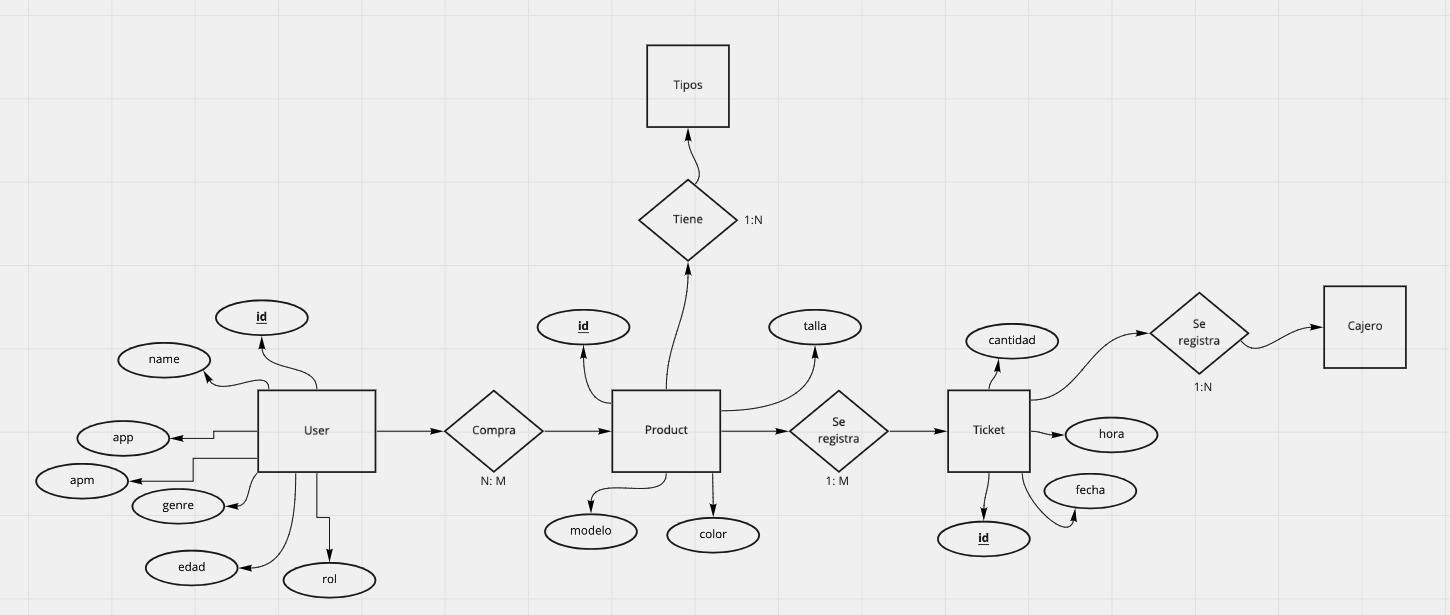 Tipos
Tiene
1:N
id
name
app
apm
genre
edad
rol
User
Compra
N: M
id
talla
Product
modelo
color
Se
registra
1: M
cantidad
Ticket
hora
fecha
id
Se
registra
1:N
Cajero